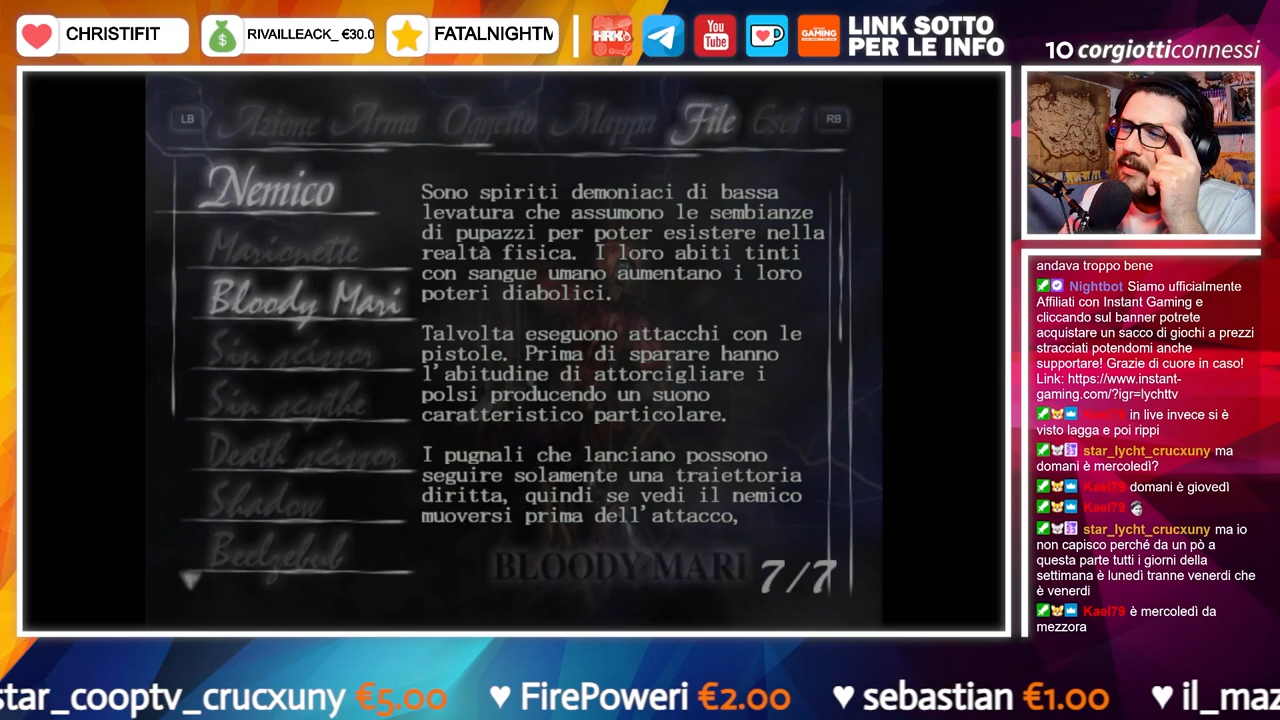 CHRISTIFIT
RIVAILLEACK_ €30.0
FATALNIGHTM
HRK
You
Tube
GAMING
LINK SOTTO
PER LE INFO
10 corgiotticonnessi
LB
Azione
Arma
Oggetto
Mappa
File
Esci
RB
Nemico
Marionette
Bloody Mari
Sin scissor
Sin scythe
Death scissor
Shadow
Beelzebub
Sono spiriti demoniaci di bassa
levatura che assumono le sembianze
di pupazzi per poter esistere nella
realtà fisica. I loro abiti tinti
con sangue umano aumentano i loro
poteri diabolici.
Talvolta eseguono attacchi con le
pistole. Prima di sparare hanno
l'abitudine di attorcigliare i
polsi producendo un suono
caratteristico particolare.
I pugnali che lanciano possono
seguire solamente una traiettoria
diritta, quindi se vedi il nemico
muoversi prima dell'attacco,
BLOODY MARI
7/7
andava troppo bene
Nightbot Siamo ufficialmente
Affiliati con Instant Gaming e
cliccando sul banner potrete
acquistare un sacco di giochi a prezzi
stracciati potendomi anche
supportare! Grazie di cuore in caso!
Link: https://www.instant-
gaming.com/?igr=lychttv
Kael79 in live invece si è
visto lagga e poi rippi
star_lycht_crucxuny ma
domani è mercoledì?
Kael79 domani è giovedì
Kael79
star_lycht_crucxuny ma io
non capisco perché da un pò a
questa parte tutti i giorni della
settimana è lunedì tranne venerdi che
è venerdi
Kael79 è mercoledì da
mezzora
star_cooptv_crucxuny €5.00 ♥ FirePoweri €2.00 ♥ sebastian €1.00 ♥ il_maz